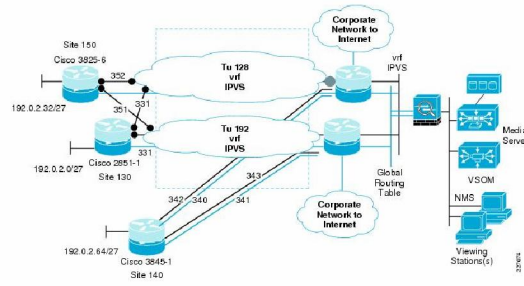 Corporate
Network to
Internet
Site 150
Cisco 3825-6
Tu 128
vrf
IPVS
vrf
IPVS
352
192.0.2.32/27
351
331
Tu 192
vrf
IPVS
331
192.0.2.0/27
Cisco 2851-1
Site 130
Media
Serve
VSOM
Global
Routing
Table
343
342
340
341
Corporate
Network to
Internet
NMS
Viewing
Stations(s)
192.0.2.64/27
Cisco 3845-1
Site 140